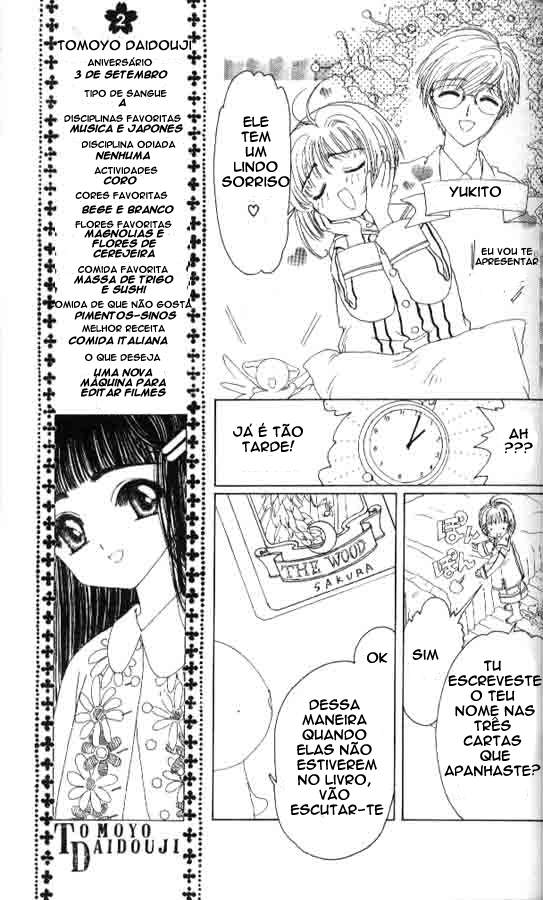 2
TOMOYO DAIDOUJI
ANIVERSÁRIO
3 DE SETEMBRO
TIPO DE SANGUE
A
DISCIPLINAS FAVORITAS
MUSICA E JAPONES
DISCIPLINA ODIADA
NENHUMA
ACTIVIDADES
CORO
CORES FAVORITAS
BEGE E BRANCO
FLORES FAVORITAS
MAGNOLIAS E
FLORES DE
CEREJEIRA
COMIDA FAVORITA
MASSA DE TRIGO
E SUSHI
COMIDA DE QUE NÃO GOSTA
PIMENTOS-SINOS
MELHOR RECEITA
COMIDA ITALIANA
O QUE DESEJA
UMA NOVA
MÁQUINA PARA
EDITAR FILMES
TOMOYO
DAIDOUJI
ELE
TEM
UM
LINDO
SORRISO
♡
YUKITO
EU VOU TE
APRESENTAR
JÁ É TÃO
TARDE!
AH
???
THE WOOD
SAKURA
ぽん
ぽん
SIM
TU
ESCREVESTE
O TEU
NOME NAS
TRÊS
CARTAS
QUE
APANHASTE?
OK
DESSA
MANEIRA
QUANDO
ELAS NÃO
ESTIVEREM
NO LIVRO,
VÃO
ESCUTAR-TE